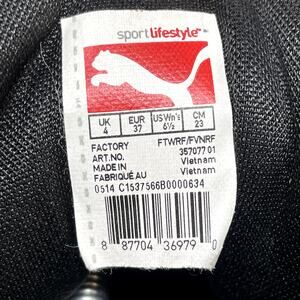 sportlifestyle™
UK EUR US Wn's CM
4 37 6½ 23
FACTORY FTWRF/FVNRF
ART.NO. 357077 01
MADE IN Vietnam
FABRIQUÉ AU Vietnam
0514 C1537566B0000634
8 87704 36979 0